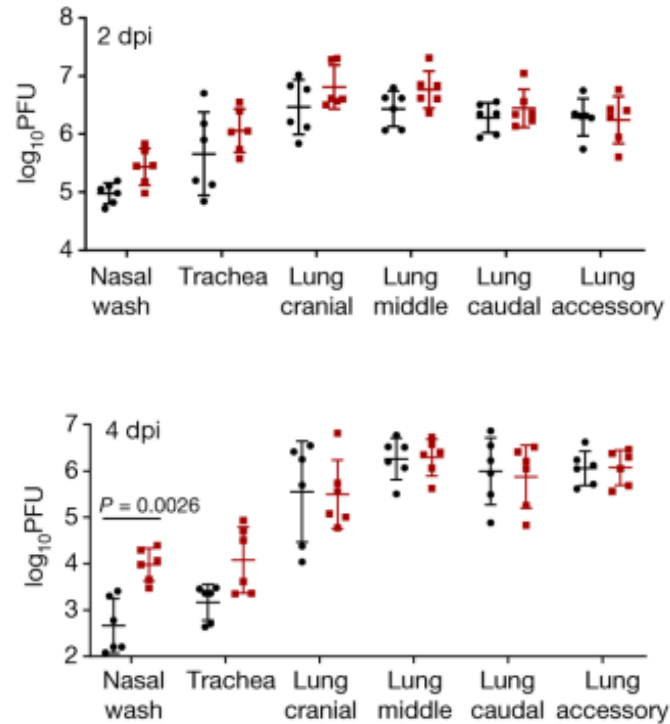 2 dpi
log₁₀PFU
8
7
6
5
4
Nasal wash
Trachea
Lung cranial
Lung middle
Lung caudal
Lung accessory
4 dpi
log₁₀PFU
7
6
5
4
3
2
P = 0.0026
Nasal wash
Trachea
Lung cranial
Lung middle
Lung caudal
Lung accessory